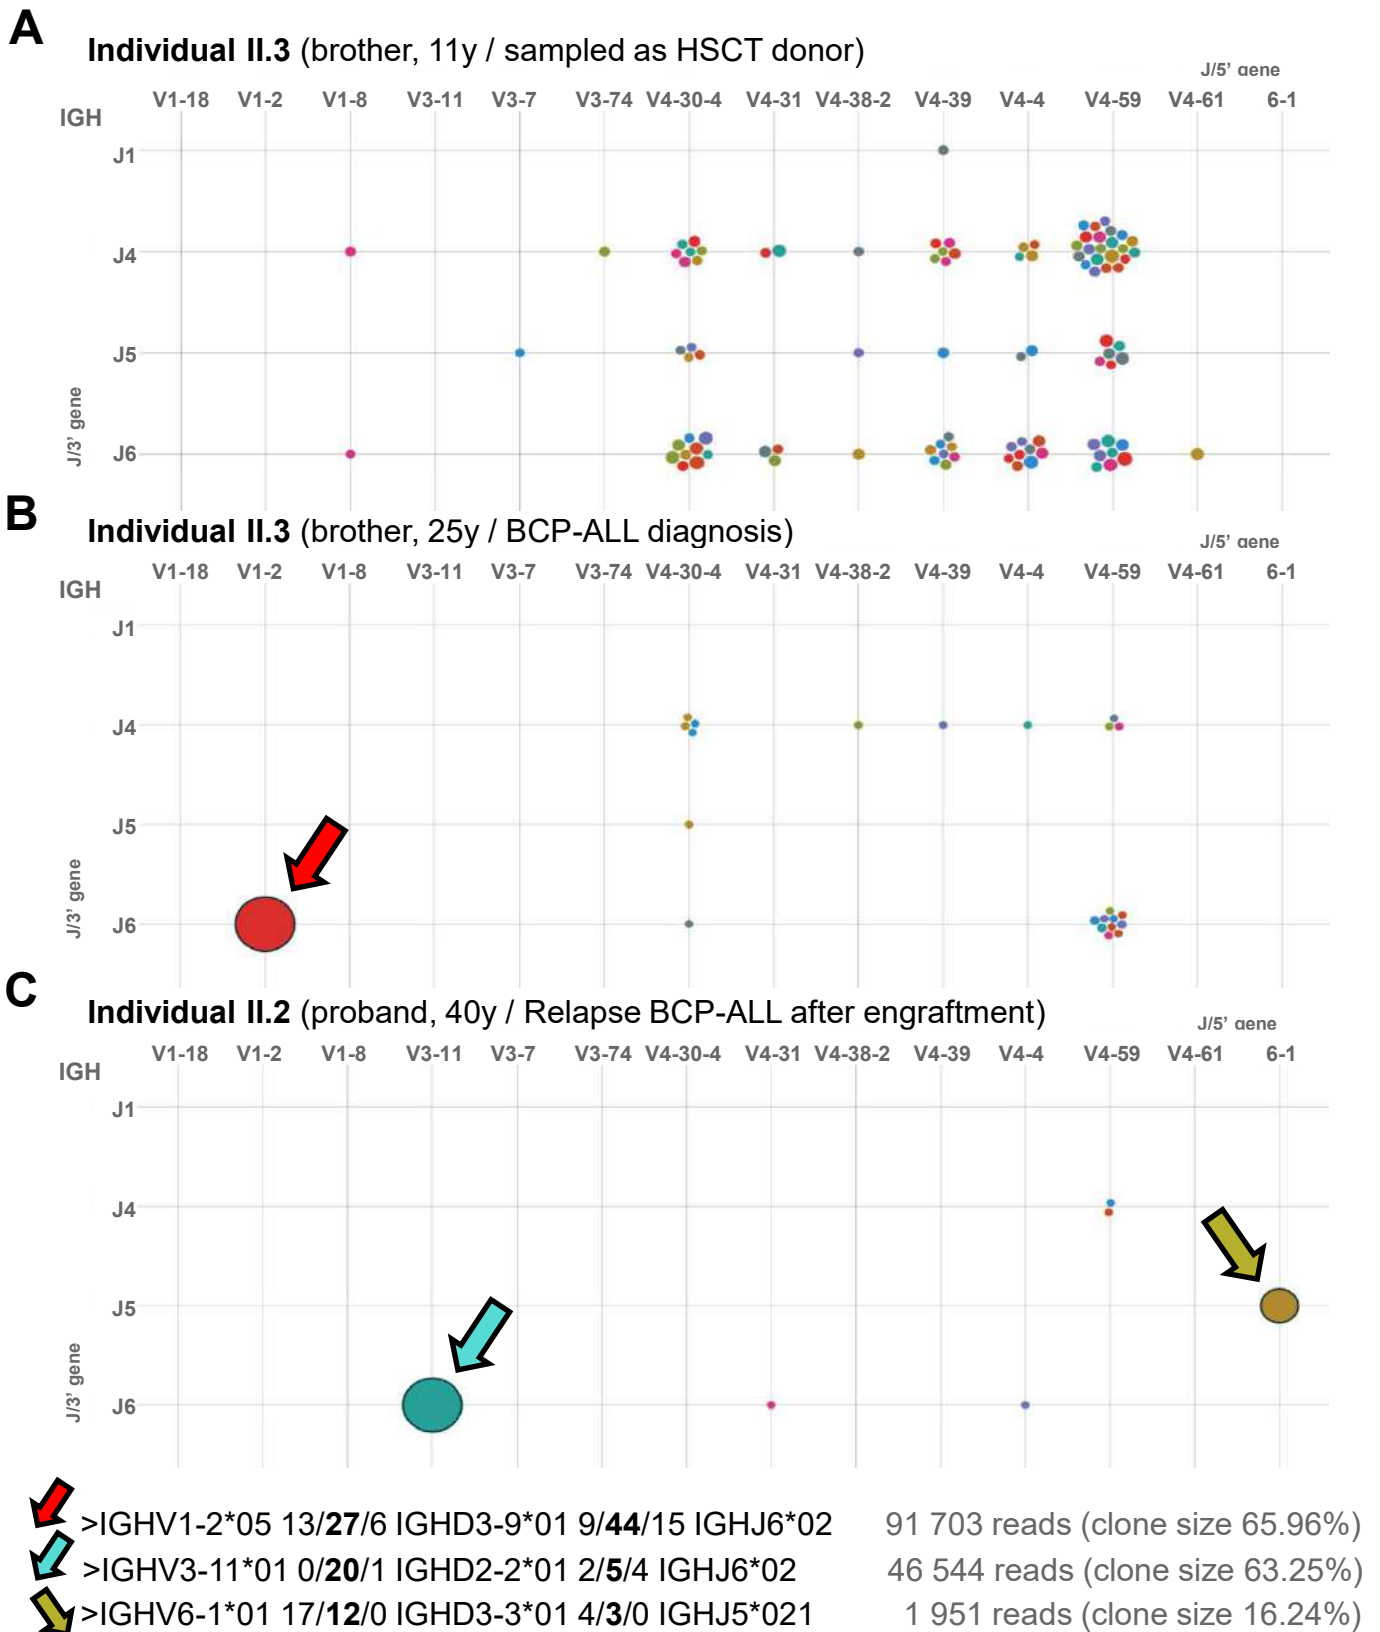 A
Individual II.3 (brother, 11y / sampled as HSCT donor)
J/5' gene
V1-18 V1-2 V1-8 V3-11 V3-7 V3-74 V4-30-4 V4-31 V4-38-2 V4-39 V4-4 V4-59 V4-61 6-1
IGH
J1
J4
J5
J/3' gene
J6
B
Individual II.3 (brother, 25y / BCP-ALL diagnosis)
J/5' gene
V1-18 V1-2 V1-8 V3-11 V3-7 V3-74 V4-30-4 V4-31 V4-38-2 V4-39 V4-4 V4-59 V4-61 6-1
IGH
J1
J4
J5
J/3' gene
J6
C
Individual II.2 (proband, 40y / Relapse BCP-ALL after engraftment)
J/5' gene
V1-18 V1-2 V1-8 V3-11 V3-7 V3-74 V4-30-4 V4-31 V4-38-2 V4-39 V4-4 V4-59 V4-61 6-1
IGH
J1
J4
J5
J/3' gene
J6
>IGHV1-2*05 13/27/6 IGHD3-9*01 9/44/15 IGHJ6*02 91 703 reads (clone size 65.96%)
>IGHV3-11*01 0/20/1 IGHD2-2*01 2/5/4 IGHJ6*02 46 544 reads (clone size 63.25%)
>IGHV6-1*01 17/12/0 IGHD3-3*01 4/3/0 IGHJ5*021 1 951 reads (clone size 16.24%)